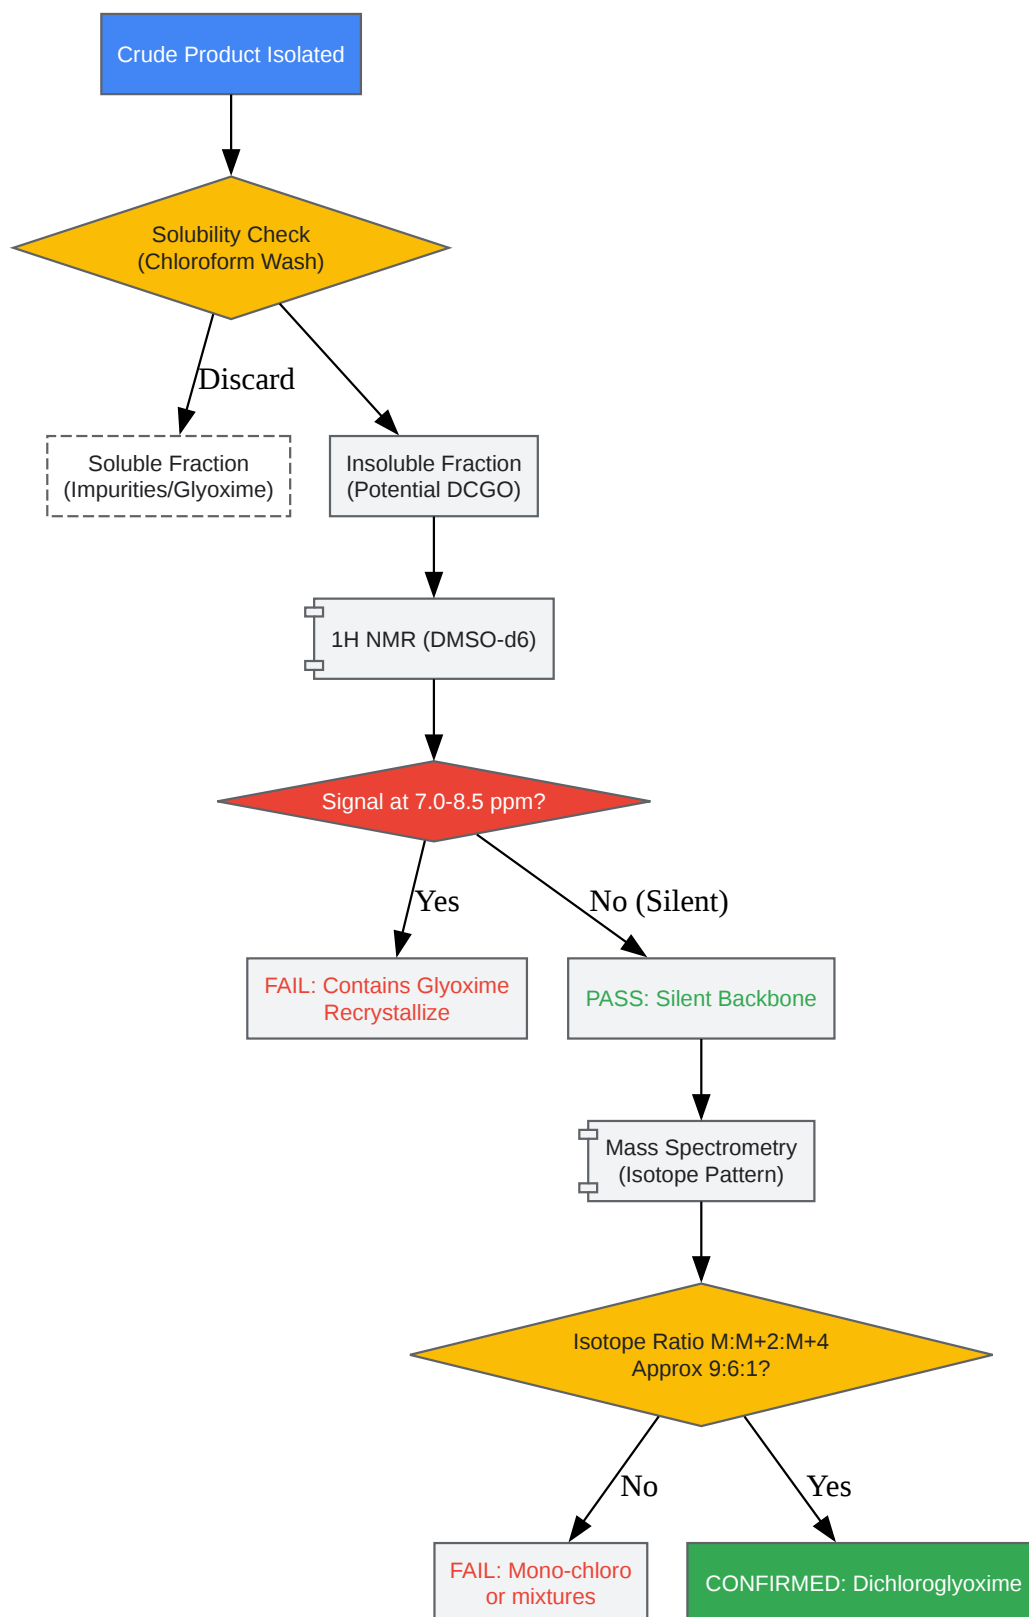 Crude Product Isolated
Solubility Check
(Chloroform Wash)
Discard
Soluble Fraction
(Impurities/Glyoxime)
Insoluble Fraction
(Potential DCGO)
1H NMR (DMSO-d6)
Signal at 7.0-8.5 ppm?
Yes
No (Silent)
FAIL: Contains Glyoxime
Recrystallize
PASS: Silent Backbone
Mass Spectrometry
(Isotope Pattern)
Isotope Ratio M:M+2:M+4
Approx 9:6:1?
No
Yes
FAIL: Mono-chloro
or mixtures
CONFIRMED: Dichloroglyoxime